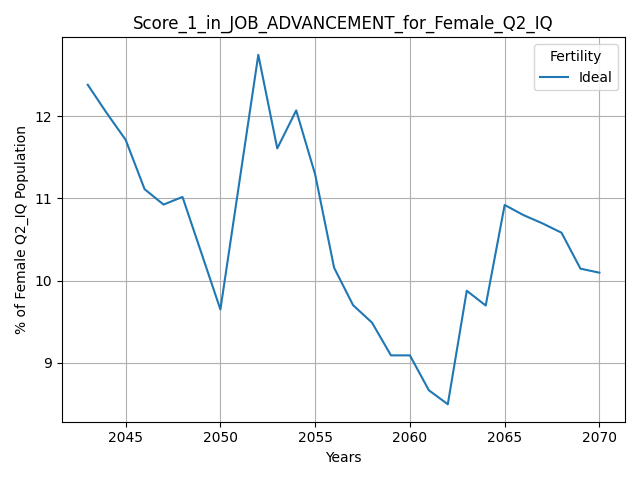 Score_1_in_JOB_ADVANCEMENT_for_Female_Q2_IQ
Fertility
Ideal
% of Female Q2_IQ Population
12
11
10
9
2045 2050 2055 2060 2065 2070
Years